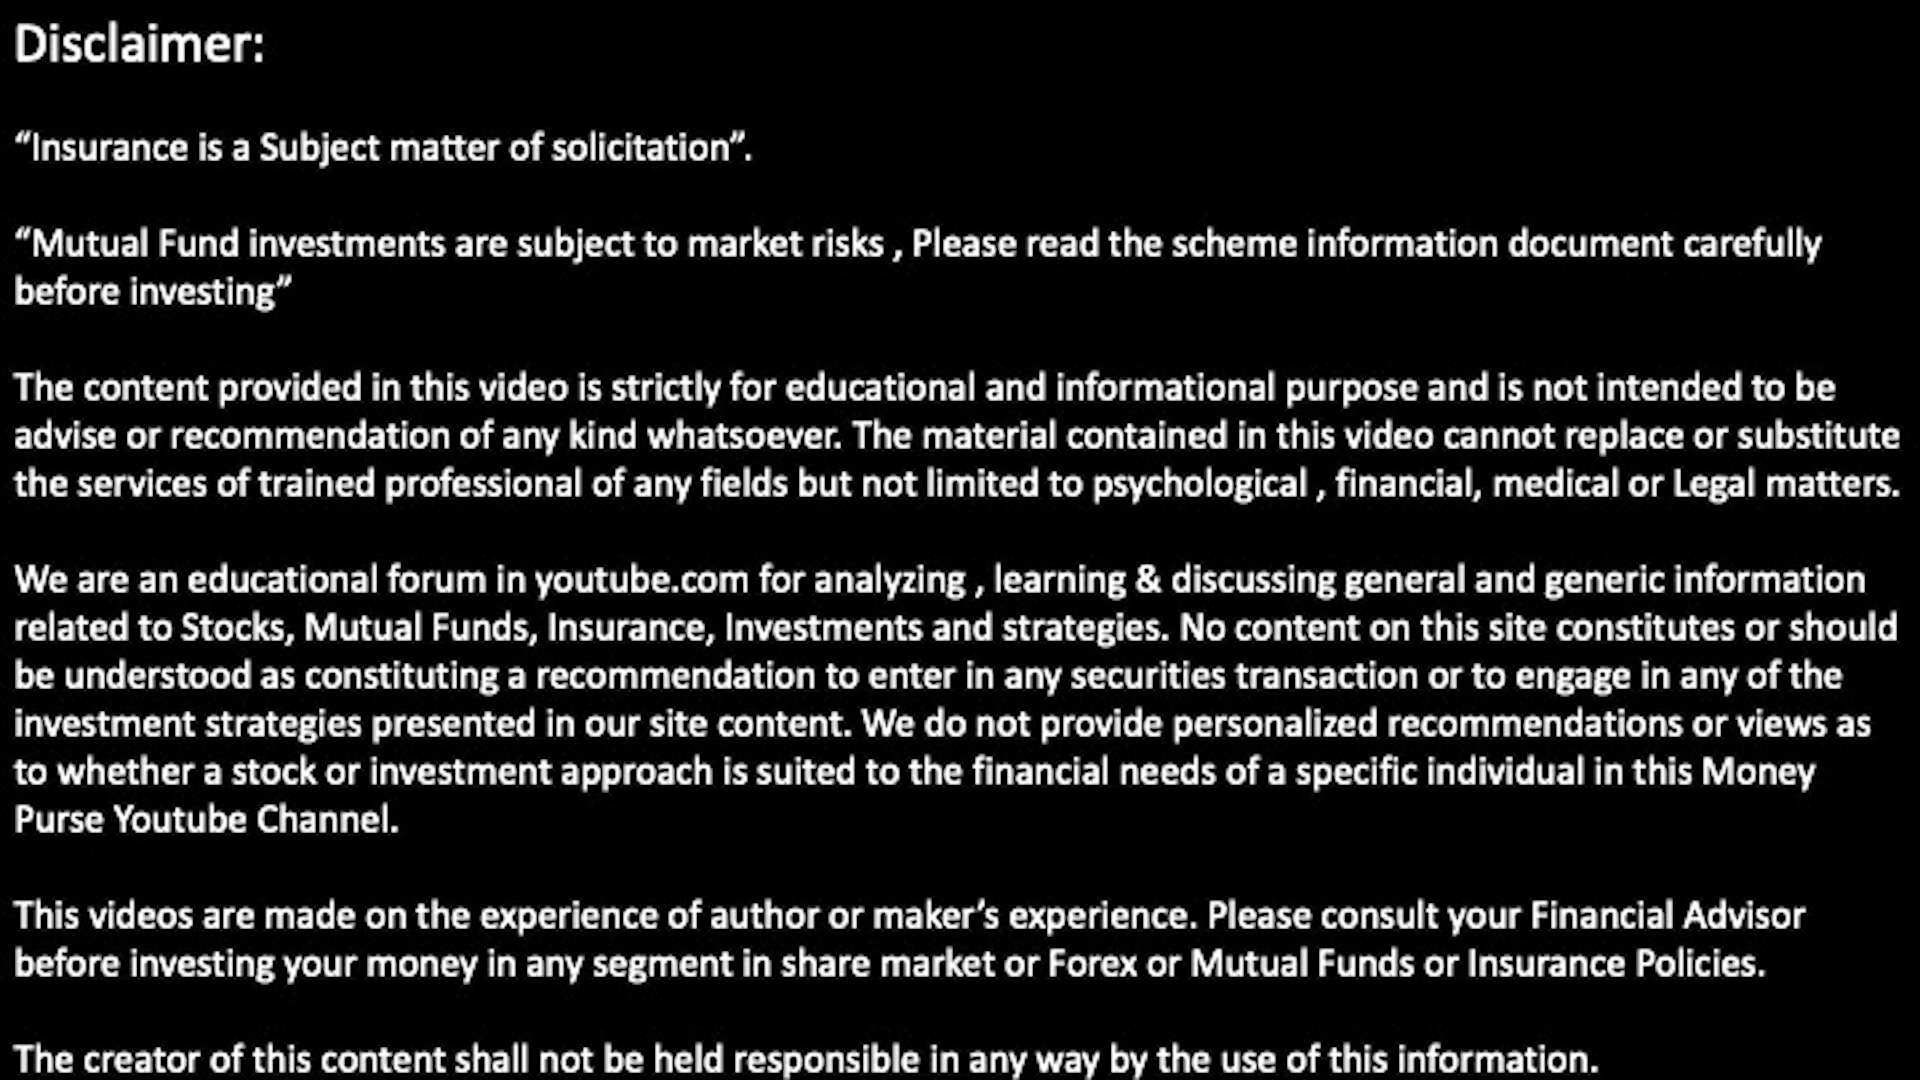 Disclaimer:
“Insurance is a Subject matter of solicitation”.
“Mutual Fund investments are subject to market risks , Please read the scheme information document carefully
before investing”
The content provided in this video is strictly for educational and informational purpose and is not intended to be
advise or recommendation of any kind whatsoever. The material contained in this video cannot replace or substitute
the services of trained professional of any fields but not limited to psychological , financial, medical or Legal matters.
We are an educational forum in youtube.com for analyzing , learning & discussing general and generic information
related to Stocks, Mutual Funds, Insurance, Investments and strategies. No content on this site constitutes or should
be understood as constituting a recommendation to enter in any securities transaction or to engage in any of the
investment strategies presented in our site content. We do not provide personalized recommendations or views as
to whether a stock or investment approach is suited to the financial needs of a specific individual in this Money
Purse Youtube Channel.
This videos are made on the experience of author or maker’s experience. Please consult your Financial Advisor
before investing your money in any segment in share market or Forex or Mutual Funds or Insurance Policies.
The creator of this content shall not be held responsible in any way by the use of this information.